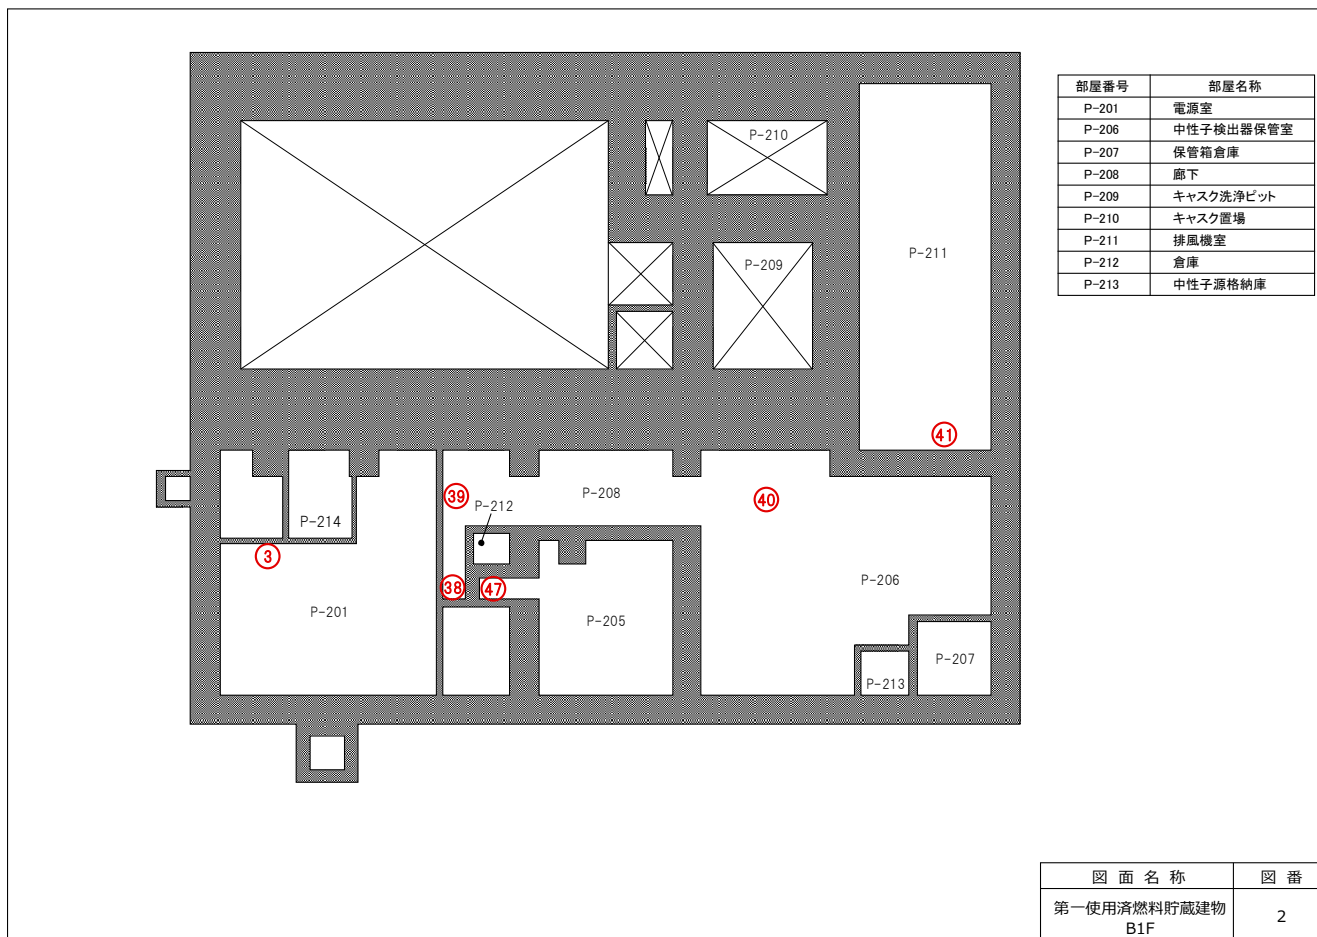 部屋番号 部屋名称
P-201 電源室
P-206 中性子検出器保管室
P-207 保管箱倉庫
P-208 廊下
P-209 キャスク洗浄ピット
P-210 キャスク置場
P-211 排風機室
P-212 倉庫
P-213 中性子源格納庫
P-210
P-211
P-209
41
39
P-208
40
P-212
P-214
3
38
47
P-206
P-201
P-205
P-207
P-213
図面名称 図番
第一使用済燃料貯蔵建物
B1F
2